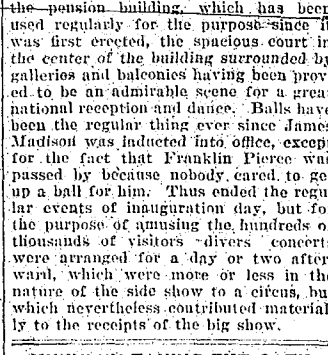 the pension building, which has been
used regularly for the purpose since it
was first erected, the spacious court in
the center of the building surrounded by
galleries and balconies having been prov
ed to be an admirable scene for a grea
national reception and dance. Balls have
been the regular thing ever since James
Madison was inducted into office, excep
for the fact that Franklin Pierce was
passed by because nobody cared to ge
up a ball for him. Thus ended the regu
lar events of inauguration day, but fo
the purpose of amusing the hundreds o
thousands of visitors divers concerts
were arranged for a day or two after
ward, which were more or less in the
nature of the side show to a circus, bu
which nevertheless contributed material
ly to the receipts of the big show.